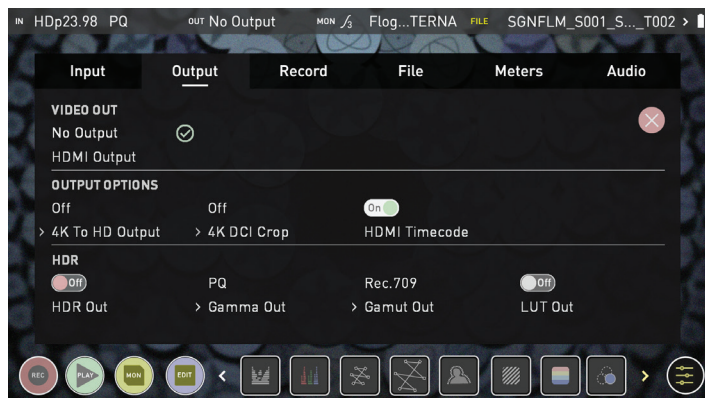 IN HDp23.98 PQ OUT No Output MON ∫3 Flog...TERNA FILE SGNFLM_S001_S..._T002 >
Input Output Record File Meters Audio
VIDEO OUT
No Output
HDMI Output
OUTPUT OPTIONS
Off Off On
> 4K To HD Output > 4K DCI Crop HDMI Timecode
HDR
Off PQ Rec.709 Off
HDR Out > Gamma Out > Gamut Out LUT Out
REC PLAY MON EDIT < >